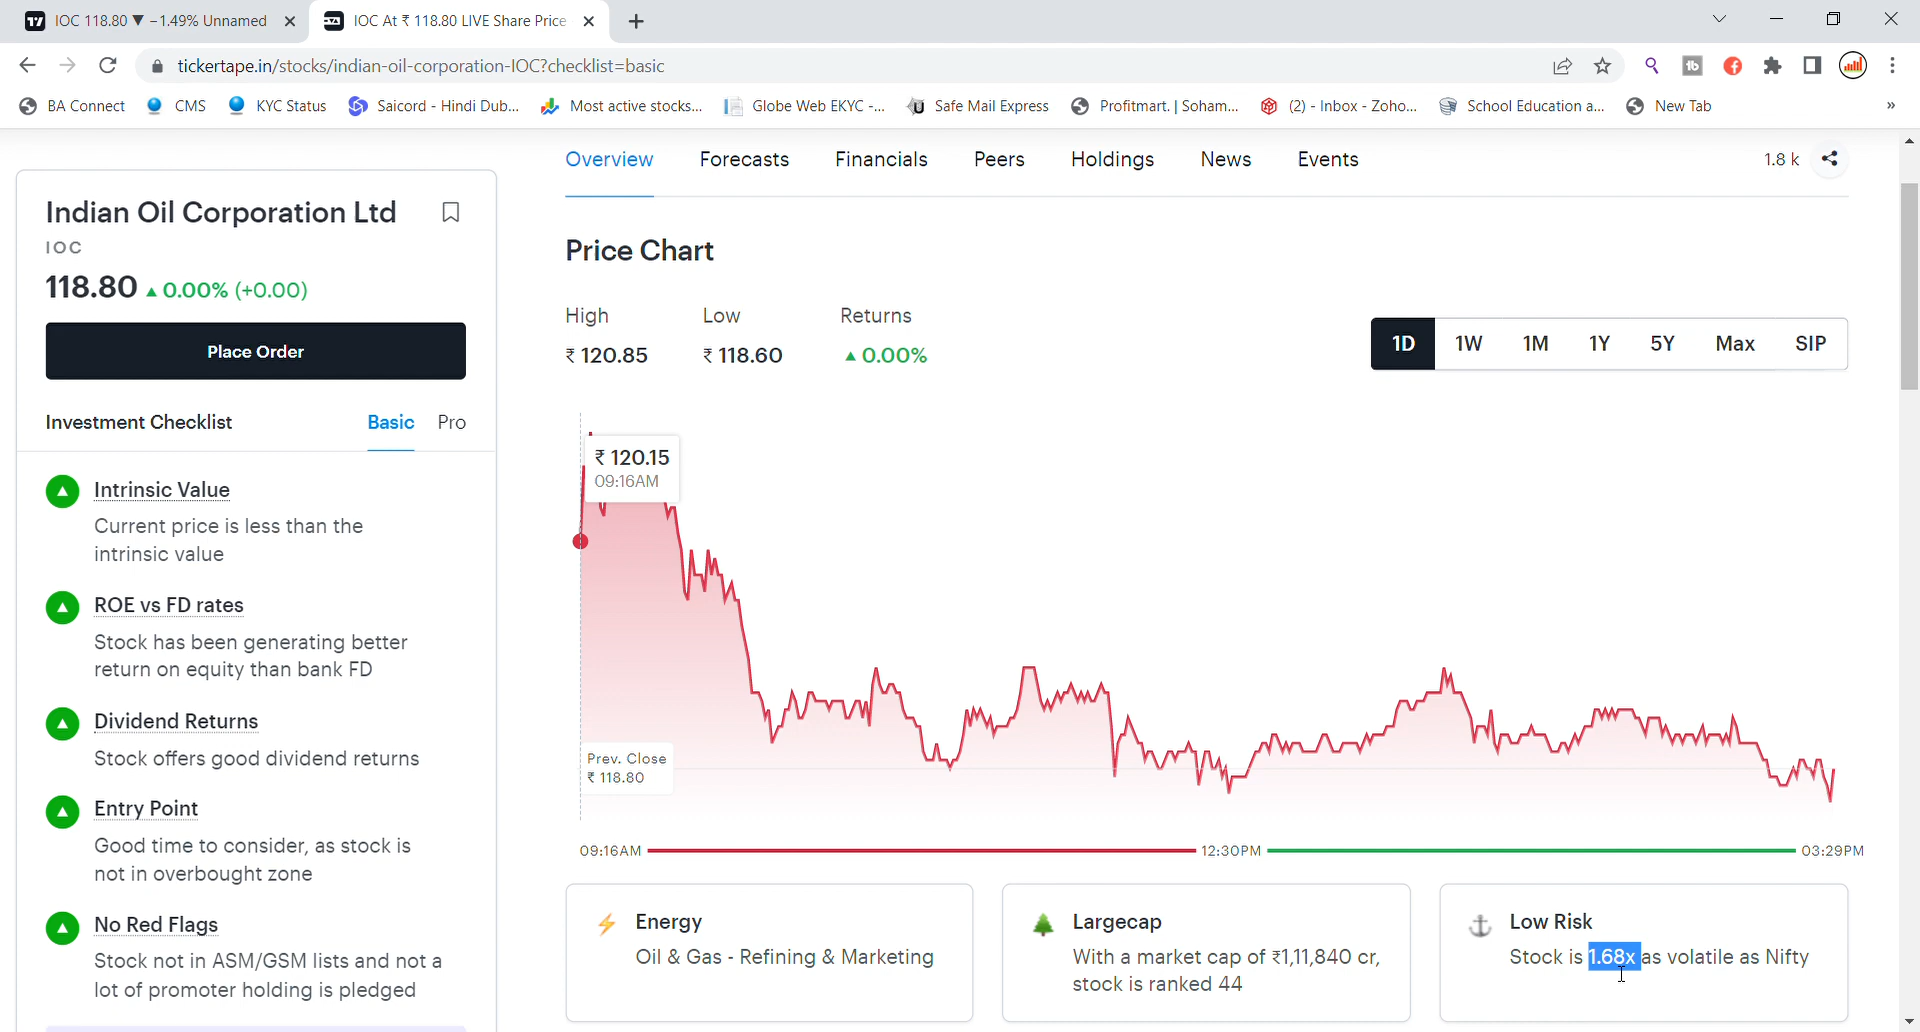 IOC 118.80 ▼ −1.49% Unnamed
IOC At ₹ 118.80 LIVE Share Price
tickertape.in/stocks/indian-oil-corporation-IOC?checklist=basic
BA Connect
CMS
KYC Status
Saicord - Hindi Dub...
Most active stocks...
Globe Web EKYC -...
Safe Mail Express
Profitmart. | Soham...
(2) - Inbox - Zoho...
School Education a...
New Tab
»
Overview
Forecasts
Financials
Peers
Holdings
News
Events
1.8 k
Indian Oil Corporation Ltd
IOC
118.80 ▲ 0.00% (+0.00)
Place Order
Investment Checklist
Basic
Pro
Intrinsic Value
Current price is less than the
intrinsic value
ROE vs FD rates
Stock has been generating better
return on equity than bank FD
Dividend Returns
Stock offers good dividend returns
Entry Point
Good time to consider, as stock is
not in overbought zone
No Red Flags
Stock not in ASM/GSM lists and not a
lot of promoter holding is pledged
Price Chart
High
Low
Returns
₹ 120.85
₹ 118.60
▲ 0.00%
1D
1W
1M
1Y
5Y
Max
SIP
₹ 120.15
09:16AM
Prev. Close
₹ 118.80
09:16AM
12:30PM
03:29PM
Energy
Oil & Gas - Refining & Marketing
Largecap
With a market cap of ₹1,11,840 cr,
stock is ranked 44
Low Risk
Stock is 1.68x as volatile as Nifty